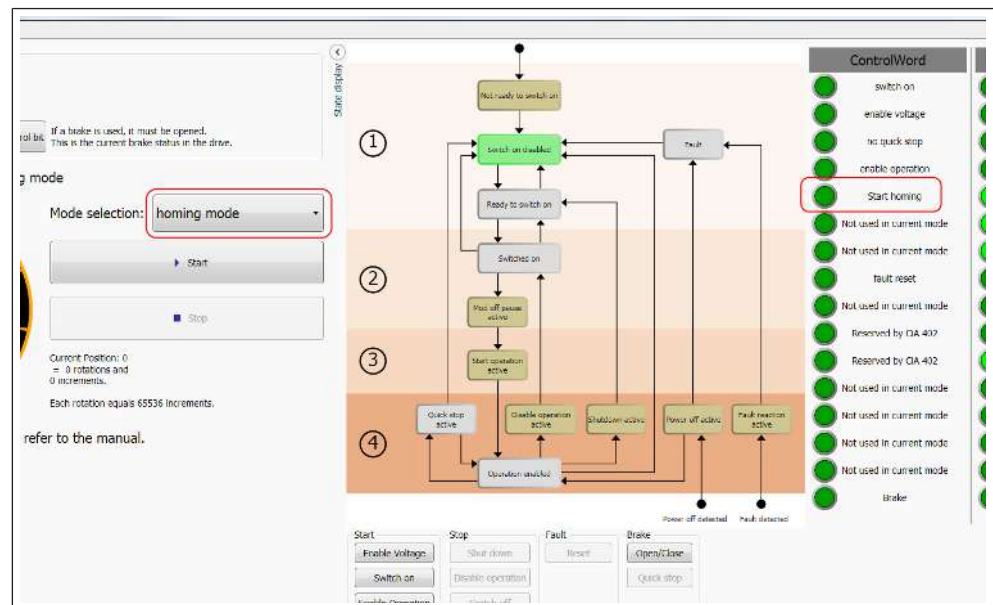 rol bit
If a brake is used, it must be opened.
This is the current brake status in the drive.
g mode
Mode selection:
homing mode
Start
Stop
Current Position: 0
= 0 rotations and
0 increments.
Each rotation equals 65536 increments.
refer to the manual.
State display
1
2
3
4
Not ready to switch on
Switch on disabled
Fault
Ready to switch on
Switched on
Mod off pause
active
Start operation
active
Quick stop
active
Disable operation
active
Shutdown active
Power off active
Fault reaction
active
Operation enabled
Power off detected
Fault detected
Start
Enable Voltage
Switch on
Enable Operation
Stop
Shut down
Disable operation
Switch off
Fault
Reset
Brake
Open/Close
Quick stop
ControlWord
switch on
enable voltage
no quick stop
enable operation
Start homing
Not used in current mode
Not used in current mode
fault reset
Not used in current mode
Reserved by CIA 402
Reserved by CIA 402
Not used in current mode
Not used in current mode
Not used in current mode
Not used in current mode
Brake